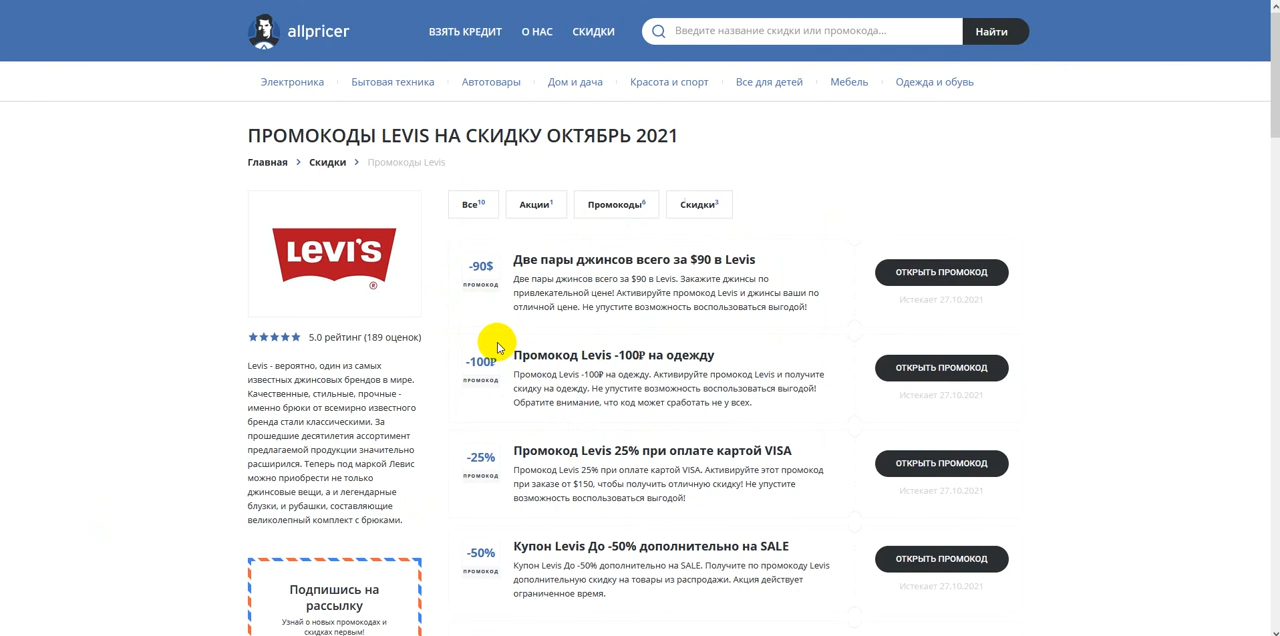 allpricer
ВЗЯТЬ КРЕДИТ
О НАС
СКИДКИ
Введите название скидки или промокода...
Найти
Электроника
Бытовая техника
Автотовары
Дом и дача
Красота и спорт
Все для детей
Мебель
Одежда и обувь
ПРОМОКОДЫ LEVIS НА СКИДКУ ОКТЯБРЬ 2021
Главная > Скидки > Промокоды Levis
LEVI'S ®
5.0 рейтинг (189 оценок)
Levis - вероятно, один из самых
известных джинсовых брендов в мире.
Качественные, стильные, прочные -
именно брюки от всемирно известного
бренда стали классическими. За
прошедшие десятилетия ассортимент
предлагаемой продукции значительно
расширился. Теперь под маркой Левис
можно приобрести не только
джинсовые вещи, а и легендарные
блузки, и рубашки, составляющие
великолепный комплект с брюками.
Подпишись на
рассылку
Узнай о новых промокодах и
скидках первым!
Все10
Акции1
Промокоды6
Скидки3
-90$
ПРОМОКОД
Две пары джинсов всего за $90 в Levis
Две пары джинсов всего за $90 в Levis. Закажите джинсы по
привлекательной цене! Активируйте промокод Levis и джинсы ваши по
отличной цене. Не упустите возможность воспользоваться выгодой!
ОТКРЫТЬ ПРОМОКОД
Истекает 27.10.2021
-100₽
ПРОМОКОД
Промокод Levis -100₽ на одежду
Промокод Levis -100₽ на одежду. Активируйте промокод Levis и получите
скидку на одежду. Не упустите возможность воспользоваться выгодой!
Обратите внимание, что код может сработать не у всех.
ОТКРЫТЬ ПРОМОКОД
Истекает 27.10.2021
-25%
ПРОМОКОД
Промокод Levis 25% при оплате картой VISA
Промокод Levis 25% при оплате картой VISA. Активируйте этот промокод
при заказе от $150, чтобы получить отличную скидку! Не упустите
возможность воспользоваться выгодой!
ОТКРЫТЬ ПРОМОКОД
Истекает 27.10.2021
-50%
ПРОМОКОД
Купон Levis До -50% дополнительно на SALE
Купон Levis До -50% дополнительно на SALE. Получите по промокоду Levis
дополнительную скидку на товары из распродажи. Акция действует
ограниченное время.
ОТКРЫТЬ ПРОМОКОД
Истекает 27.10.2021